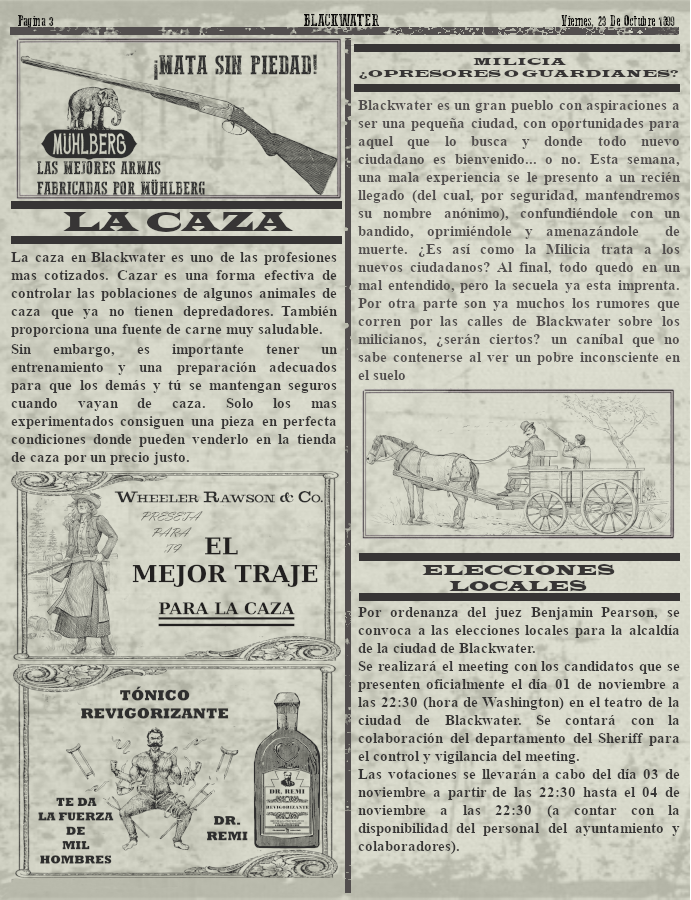 Pagina 3
BLACKWATER
Viernes, 23 De Octubre 1899
¡MATA SIN PIEDAD!
MÜHLBERG
LAS MEJORES ARMAS
FABRICADAS POR MÜHLBERG
LA CAZA
La caza en Blackwater es uno de las profesiones
mas cotizados. Cazar es una forma efectiva de
controlar las poblaciones de algunos animales de
caza que ya no tienen depredadores. También
proporciona una fuente de carne muy saludable.
Sin embargo, es importante tener un
entrenamiento y una preparación adecuados
para que los demás y tú se mantengan seguros
cuando vayan de caza. Solo los mas
experimentados consiguen una pieza en perfecta
condiciones donde pueden venderlo en la tienda
de caza por un precio justo.
WHEELER RAWSON & CO.
PRESETA
PARA
TI
EL
MEJOR TRAJE
PARA LA CAZA
TÓNICO
REVIGORIZANTE
TE DA
LA FUERZA
DE
MIL
HOMBRES
DR.
REMI
DR. REMI
REVIGORIZANTE
MILICIA
¿OPRESORES O GUARDIANES?
Blackwater es un gran pueblo con aspiraciones a
ser una pequeña ciudad, con oportunidades para
aquel que lo busca y donde todo nuevo
ciudadano es bienvenido... o no. Esta semana,
una mala experiencia se le presento a un recién
llegado (del cual, por seguridad, mantendremos
su nombre anónimo), confundiéndole con un
bandido, oprimiéndole y amenazándole de
muerte. ¿Es así como la Milicia trata a los
nuevos ciudadanos? Al final, todo quedo en un
mal entendido, pero la secuela ya esta imprenta.
Por otra parte son ya muchos los rumores que
corren por las calles de Blackwater sobre los
milicianos, ¿serán ciertos? un caníbal que no
sabe contenerse al ver un pobre inconsciente en
el suelo
ELECCIONES
LOCALES
Por ordenanza del juez Benjamin Pearson, se
convoca a las elecciones locales para la alcaldía
de la ciudad de Blackwater.
Se realizará el meeting con los candidatos que se
presenten oficialmente el día 01 de noviembre a
las 22:30 (hora de Washington) en el teatro de la
ciudad de Blackwater. Se contará con la
colaboración del departamento del Sheriff para
el control y vigilancia del meeting.
Las votaciones se llevarán a cabo del día 03 de
noviembre a partir de las 22:30 hasta el 04 de
noviembre a las 22:30 (a contar con la
disponibilidad del personal del ayuntamiento y
colaboradores).